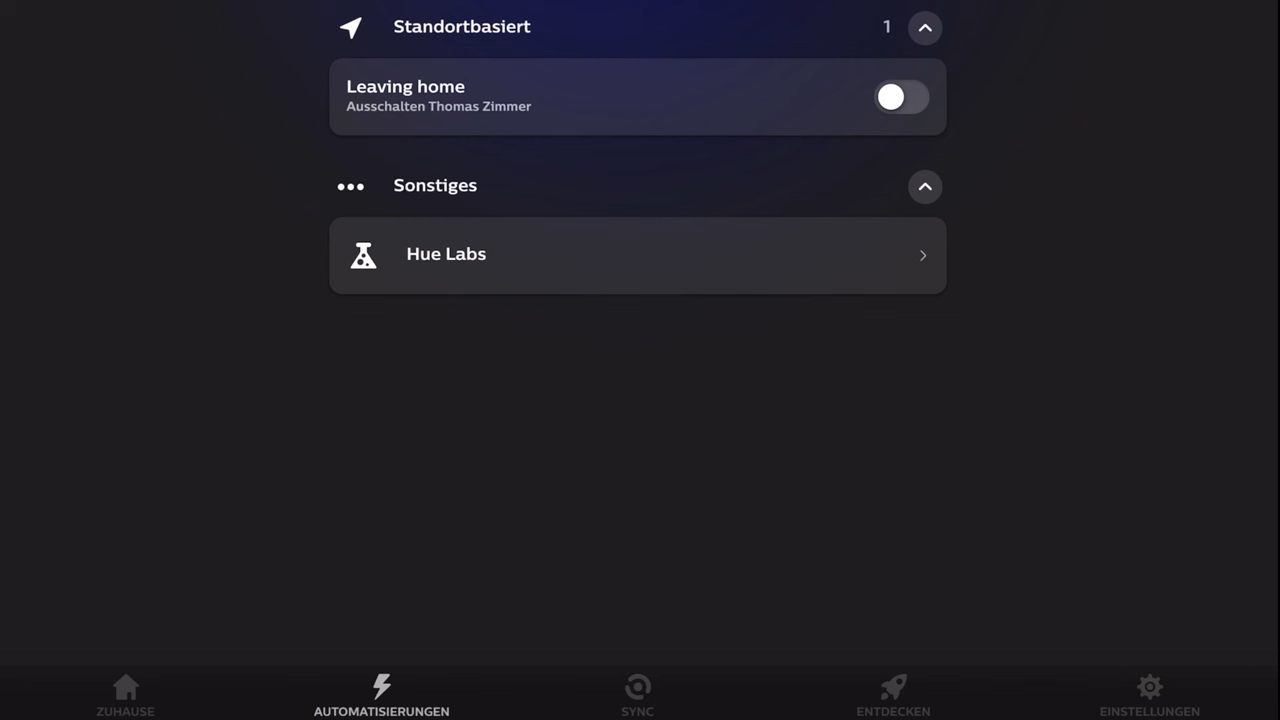 Standortbasiert 1
Leaving home
Ausschalten Thomas Zimmer
Sonstiges
Hue Labs
ZUHAUSE AUTOMATISIERUNGEN SYNC ENTDECKEN EINSTELLUNGEN